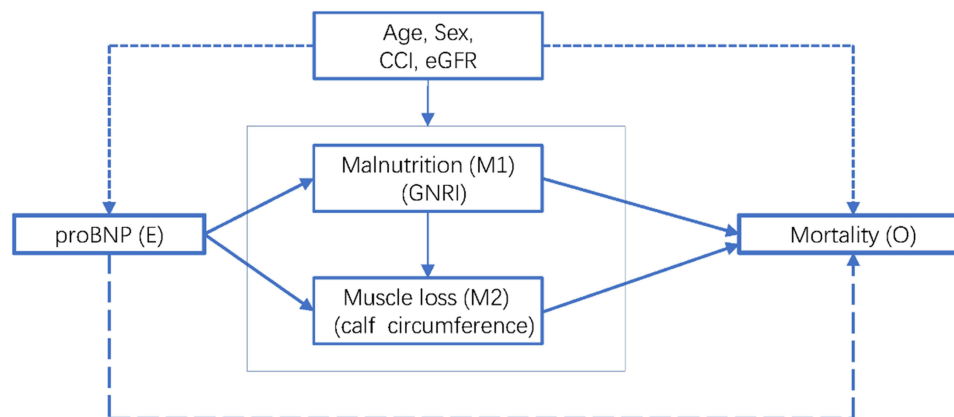 Age, Sex,
CCI, eGFR
Malnutrition (M1)
(GNRI)
proBNP (E)
Mortality (O)
Muscle loss (M2)
(calf circumference)